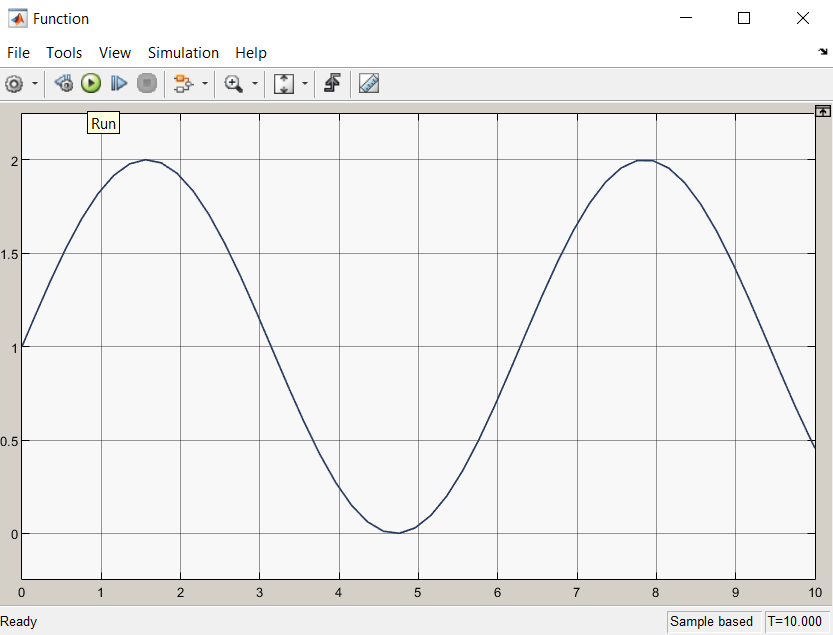 Function
File Tools View Simulation Help
Run
2
1.5
1
0.5
0
0 1 2 3 4 5 6 7 8 9 10
Ready Sample based T=10.000